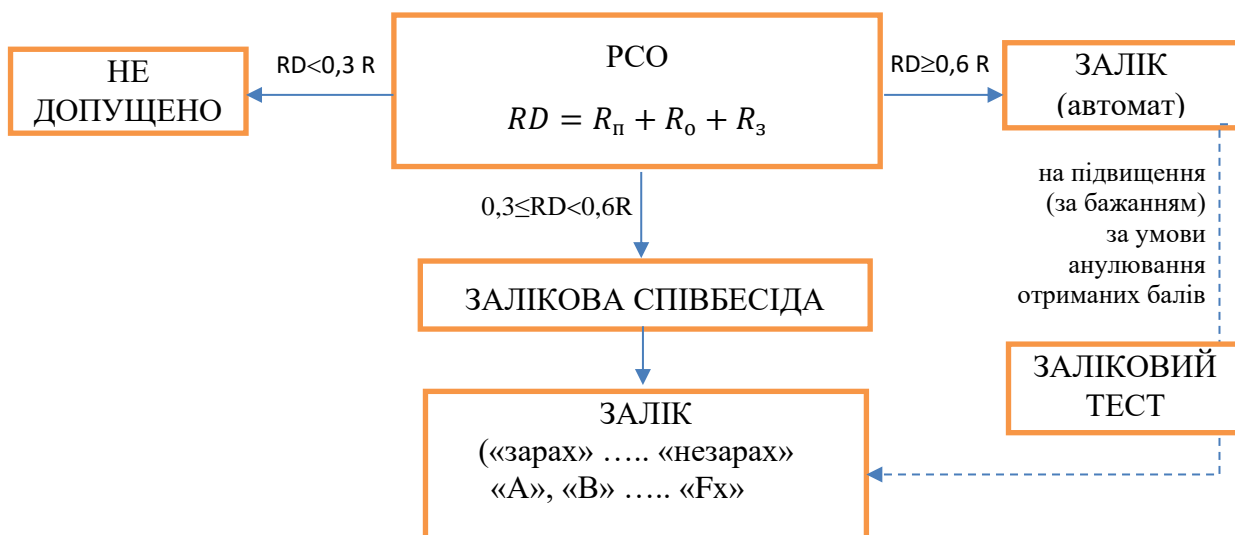 НЕ
ДОПУЩЕНО
RD<0,3 R
РСО
RD = Rп + Rо + Rз
RD≥0,6 R
ЗАЛІК
(автомат)
0,3≤RD<0,6R
на підвищення
(за бажанням)
за умови
анулювання
отриманих балів
ЗАЛІКОВА СПІВБЕСІДА
ЗАЛІКОВИЙ
ТЕСТ
ЗАЛІК
(«зарах» ….. «незарах»
«А», «В» ….. «Fx»